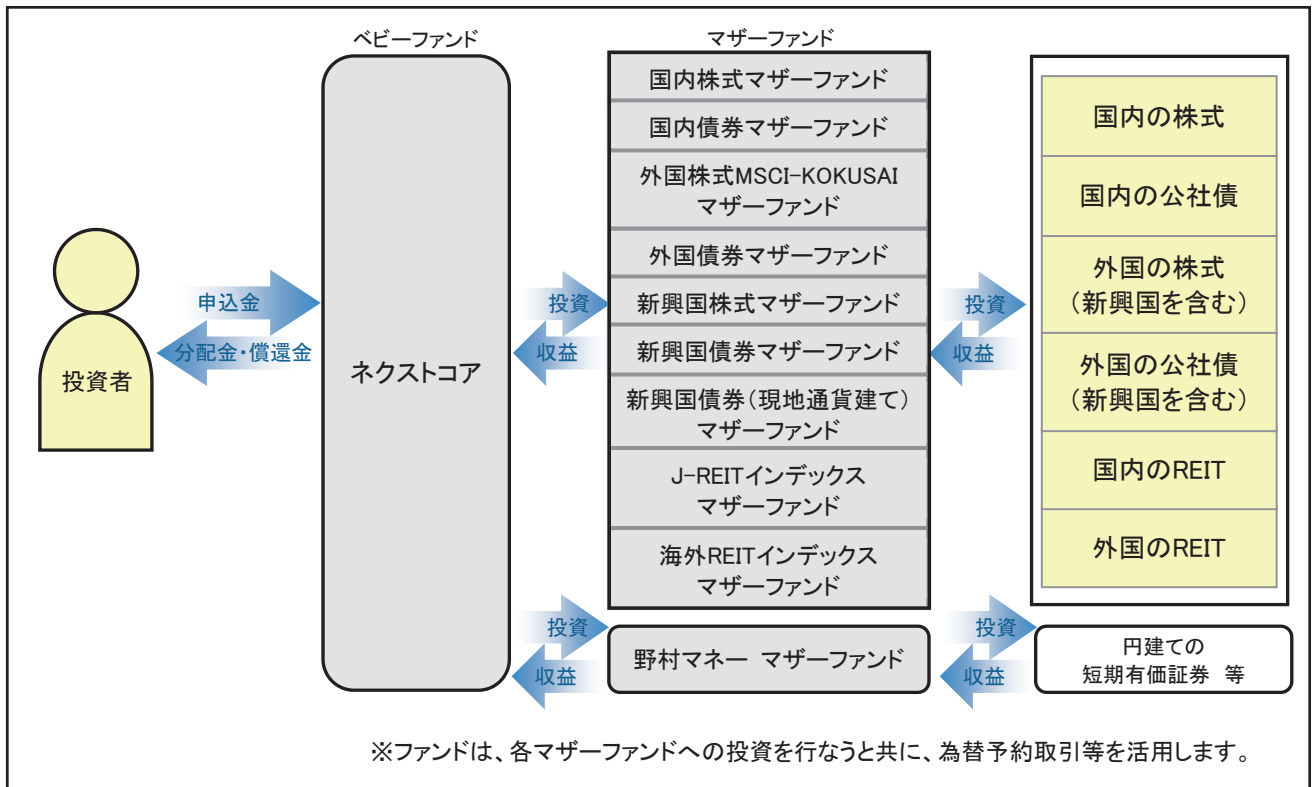 ベビーファンド
マザーファンド
投資者
申込金
分配金・償還金
ネクストコア
投資
収益
国内株式マザーファンド
国内債券マザーファンド
外国株式MSCI-KOKUSAI
マザーファンド
外国債券マザーファンド
新興国株式マザーファンド
新興国債券マザーファンド
新興国債券(現地通貨建て)
マザーファンド
J-REITインデックス
マザーファンド
海外REITインデックス
マザーファンド
投資
収益
国内の株式
国内の公社債
外国の株式
(新興国を含む)
外国の公社債
(新興国を含む)
国内のREIT
外国のREIT
投資
収益
野村マネー マザーファンド
投資
収益
円建ての
短期有価証券 等
※ファンドは、各マザーファンドへの投資を行なうと共に、為替予約取引等を活用します。